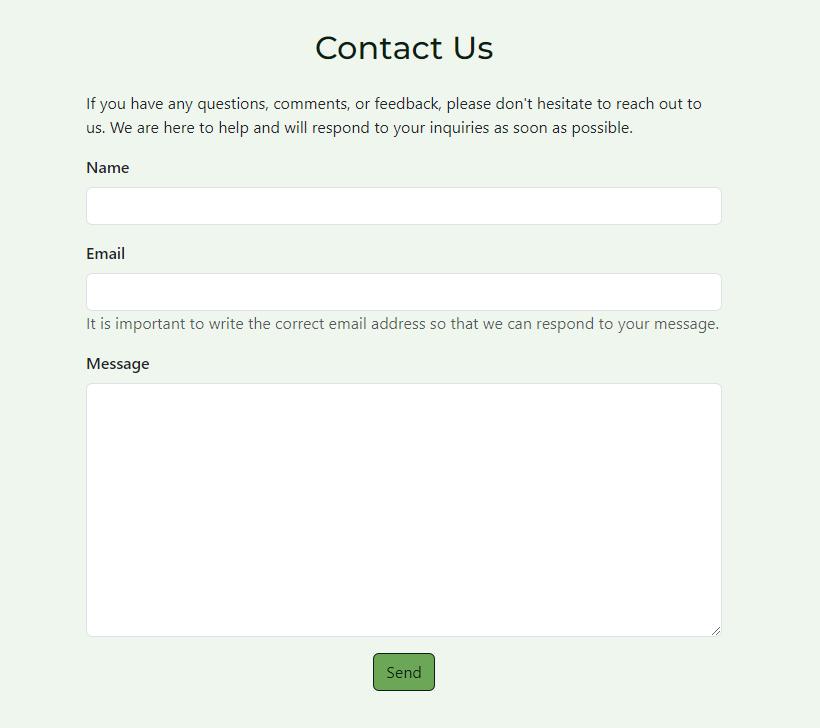 Contact Us
If you have any questions, comments, or feedback, please don't hesitate to reach out to
us. We are here to help and will respond to your inquiries as soon as possible.
Name
Email
It is important to write the correct email address so that we can respond to your message.
Message
Send